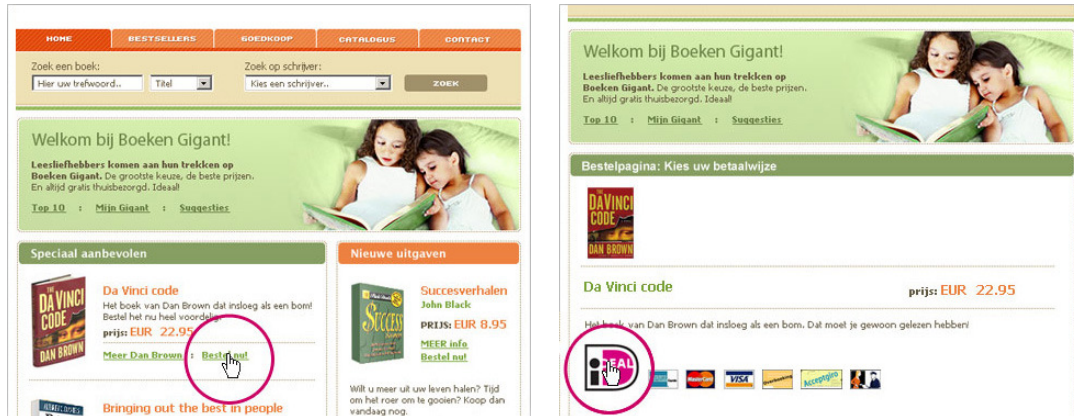 HOME BESTSELLERS GOEDKOOP CATALOGUS CONTACT
Zoek een boek: Zoek op schrijver:
Hier uw trefwoord.. Titel Kies een schrijver.. ZOEK
Welkom bij Boeken Gigant!
Leesliefhebbers komen aan hun trekken op
Boeken Gigant. De grootste keuze, de beste prijzen.
En altijd gratis thuisbezorgd. Ideaal!
Top 10 : Mijn Gigant : Suggesties
Speciaal aanbevolen
THE
DA VINCI
CODE
DAN BROWN
Da Vinci code
Het boek van Dan Brown dat insloeg als een bom!
Bestel het nu heel voordelig.
prijs: EUR 22.95
Meer Dan Brown : Bestel nu!
Bringing out the best in people
Nieuwe uitgaven
SUCCESS
Succesverhalen
John Black
PRIJS: EUR 8.95
MEER info
Bestel nu!
Wilt u meer uit uw leven halen? Tijd
om het roer om te gooien? Koop dan
vandaag nog.
Welkom bij Boeken Gigant!
Leesliefhebbers komen aan hun trekken op
Boeken Gigant. De grootste keuze, de beste prijzen.
En altijd gratis thuisbezorgd. Ideaal!
Top 10 : Mijn Gigant : Suggesties
Bestelpagina: Kies uw betaalwijze
THE
DAVINCI
CODE
DAN BROWN
Da Vinci code prijs: EUR 22.95
Het boek van Dan Brown dat insloeg als een bom. Dat moet je gewoon gelezen hebben!
iDEAL MasterCard VISA Overboeking Acceptgiro